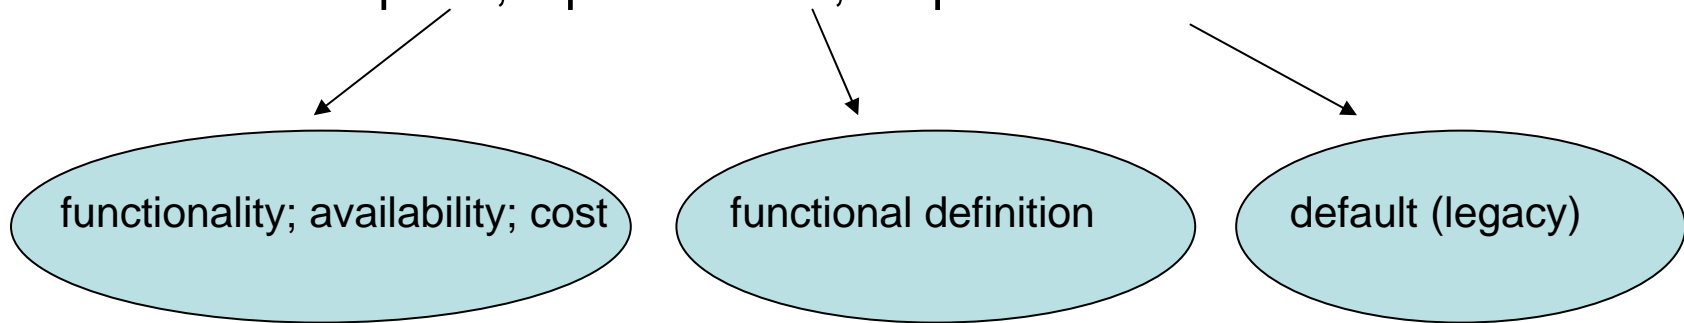 functionality; availability; cost
functional definition
default (legacy)